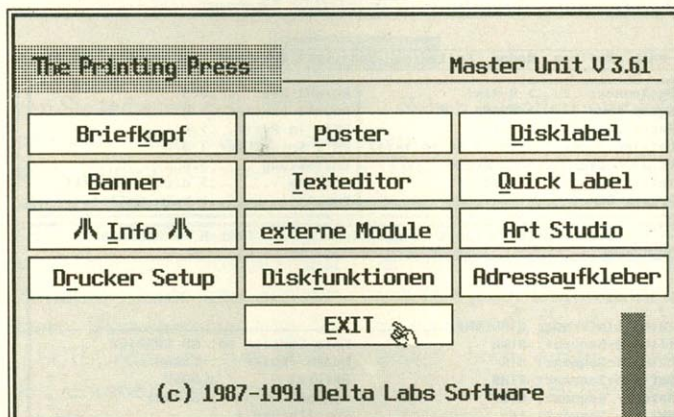 The Printing Press Master Unit V 3.61
Briefkopf Poster Disklabel
Banner Texteditor Quick Label
Info externe Module Art Studio
Drucker Setup Diskfunktionen Adressaufkleber
EXIT
(c) 1987-1991 Delta Labs Software